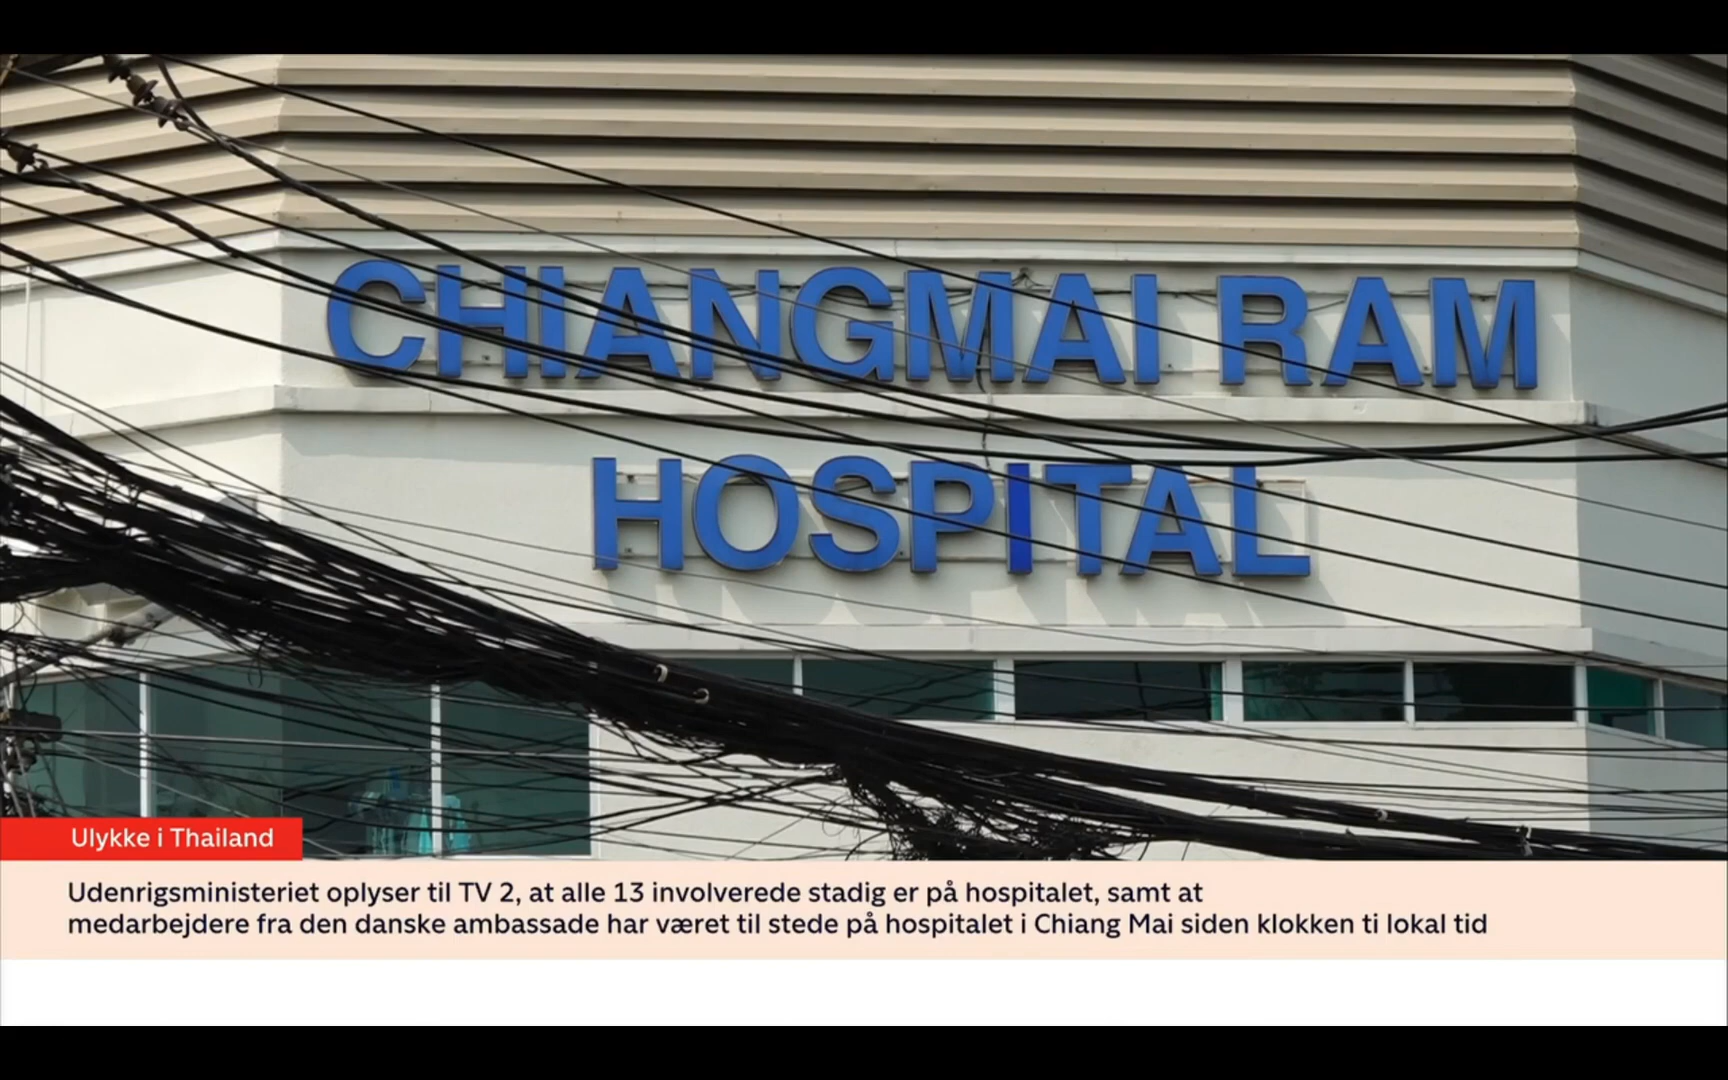 CHIANGMAI RAM
HOSPITAL
Ulykke i Thailand
Udenrigsministeriet oplyser til TV 2, at alle 13 involverede stadig er på hospitalet, samt at
medarbejdere fra den danske ambassade har været til stede på hospitalet i Chiang Mai siden klokken ti lokal tid